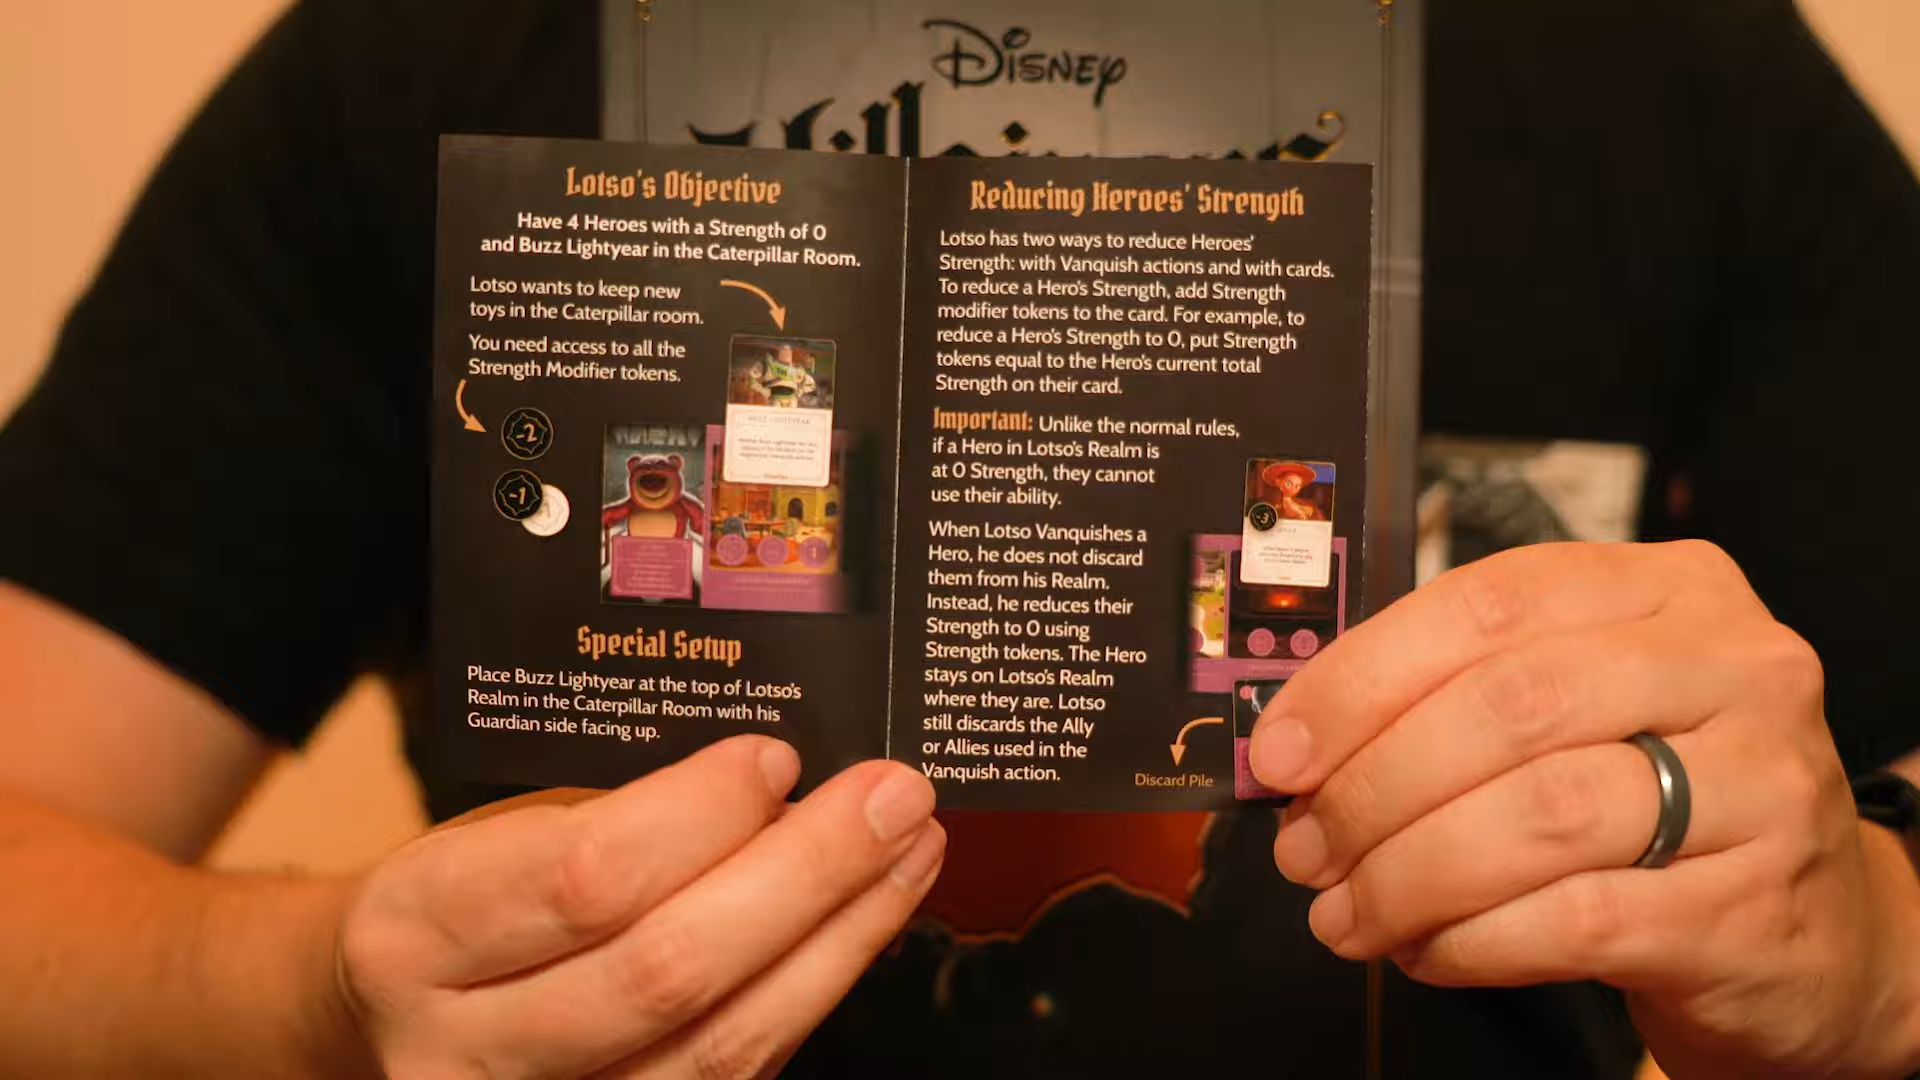 Disney
Villainous
Lotso's Objective
Have 4 Heroes with a Strength of 0
and Buzz Lightyear in the Caterpillar Room.
Lotso wants to keep new
toys in the Caterpillar room.
You need access to all the
Strength Modifier tokens.
-2
-1
BUZZ LIGHTYEAR
Special Setup
Place Buzz Lightyear at the top of Lotso's
Realm in the Caterpillar Room with his
Guardian side facing up.
Reducing Heroes' Strength
Lotso has two ways to reduce Heroes'
Strength: with Vanquish actions and with cards.
To reduce a Hero's Strength, add Strength
modifier tokens to the card. For example, to
reduce a Hero's Strength to 0, put Strength
tokens equal to the Hero's current total
Strength on their card.
Important: Unlike the normal rules,
if a Hero in Lotso's Realm is
at 0 Strength, they cannot
use their ability.
When Lotso Vanquishes a
Hero, he does not discard
them from his Realm.
Instead, he reduces their
Strength to 0 using
Strength tokens. The Hero
stays on Lotso's Realm
where they are. Lotso
still discards the Ally
or Allies used in the
Vanquish action.
-3
Discard Pile